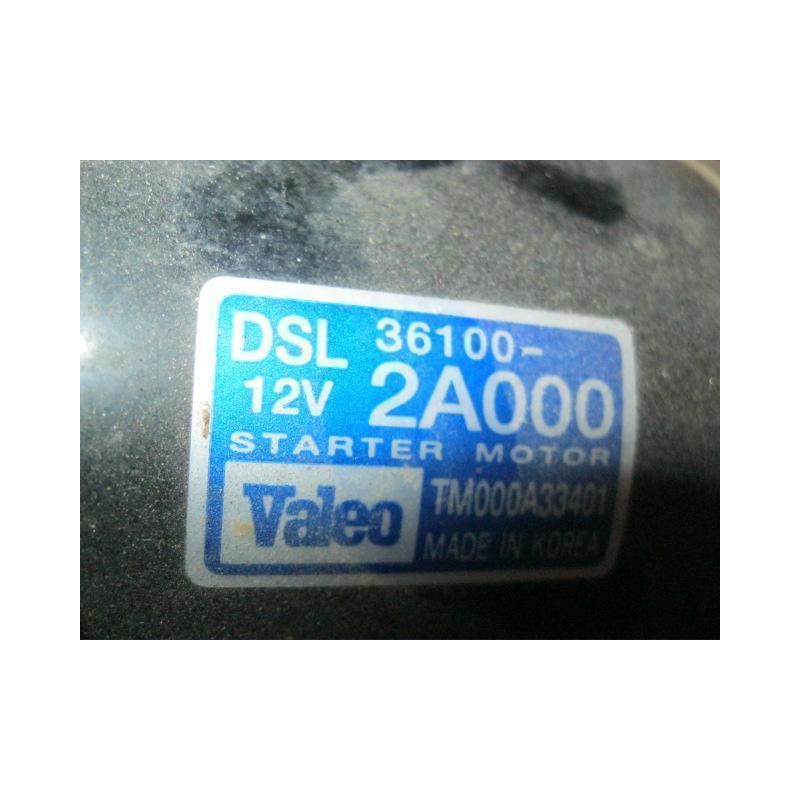 DSL 36100-
12V 2A000
STARTER MOTOR
Valeo TM000A33401
MADE IN KOREA